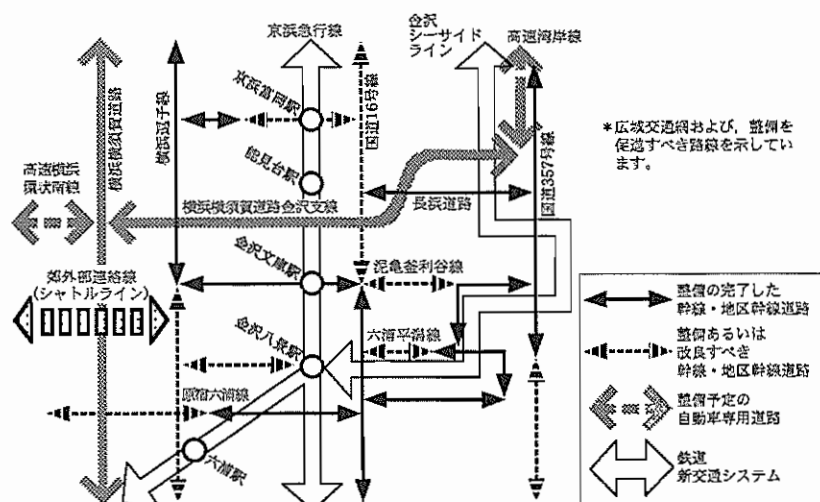 京浜急行線
金沢
シーサイド
ライン
高速湾岸線
横浜横須賀道路
横浜逗子線
京浜富岡駅
国道16号線
能見台駅
国道357号線
*広域交通網および，整備を
促進すべき路線を示してい
ます。
高速横浜
環状南線
長浜道路
横浜横須賀道路金沢支線
金沢文庫駅
泥亀釜利谷線
郊外部連絡線
(シャトルライン)
金沢八景駅
六浦平潟線
原宿六浦線
六浦駅
整備の完了した
幹線・地区幹線道路
整備あるいは
改良すべき
幹線・地区幹線道路
整備予定の
自動車専用道路
鉄道
新交通システム